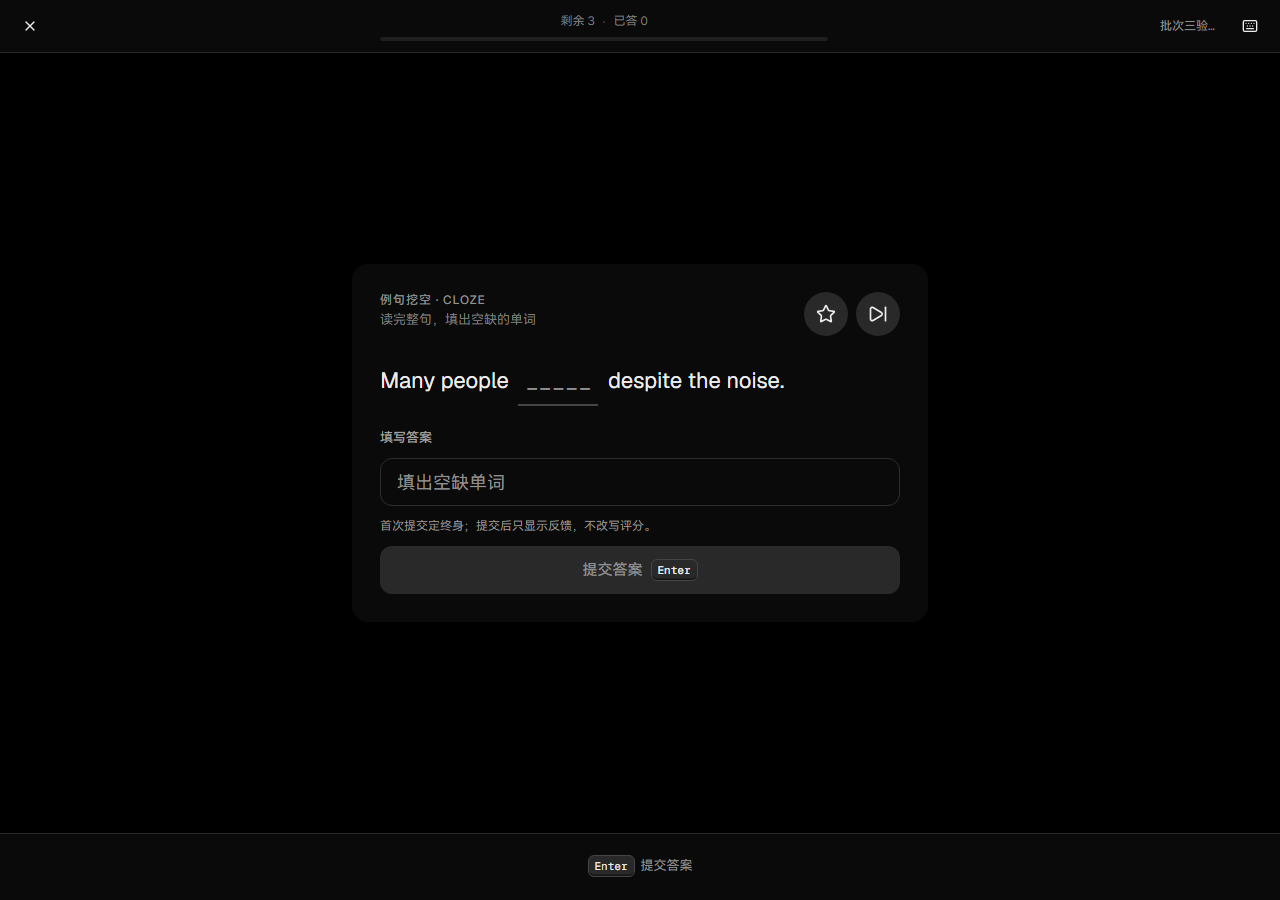 剩余 3 · 已答 0
批次三验…
例句挖空 · CLOZE
读完整句，填出空缺的单词
Many people _____ despite the noise.
填写答案
填出空缺单词
首次提交定终身；提交后只显示反馈，不改写评分。
提交答案 Enter
Enter 提交答案